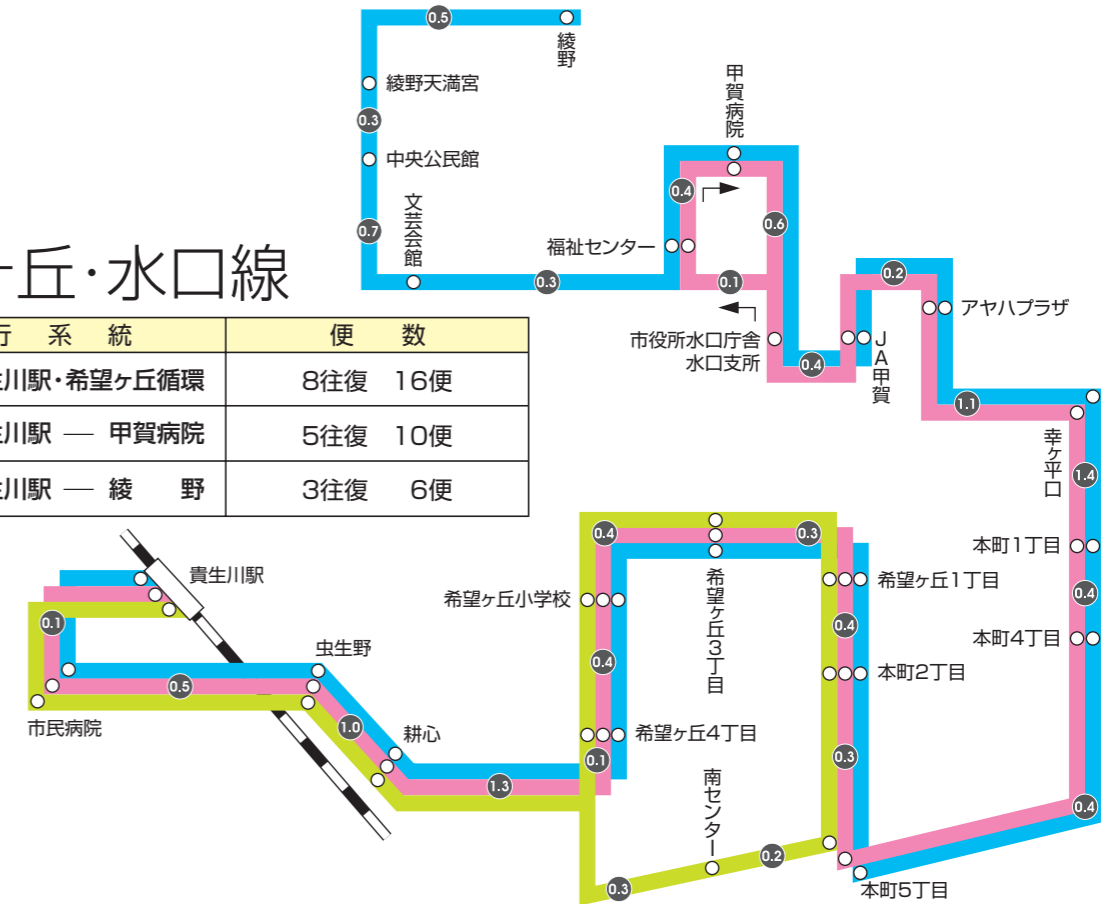 0.5
綾野
綾野天満宮
0.3
中央公民館
0.7
文芸会館
0.3
甲賀病院
0.4
0.6
福祉センター
0.1
市役所水口庁舎
水口支所
0.4
JA甲賀
0.2
アヤハプラザ
1.1
幸ヶ平口
1.4
本町1丁目
0.4
本町4丁目
0.4
丘・水口線
行系統 便数
生川駅・希望ヶ丘循環 8往復 16便
生川駅 — 甲賀病院 5往復 10便
生川駅 — 綾野 3往復 6便
貴生川駅
0.1
市民病院
0.5
虫生野
1.0
耕心
1.3
希望ヶ丘小学校
0.4
希望ヶ丘3丁目
0.3
希望ヶ丘1丁目
0.4
0.4
本町2丁目
希望ヶ丘4丁目
0.1
0.3
南センター
0.2
0.3
本町5丁目